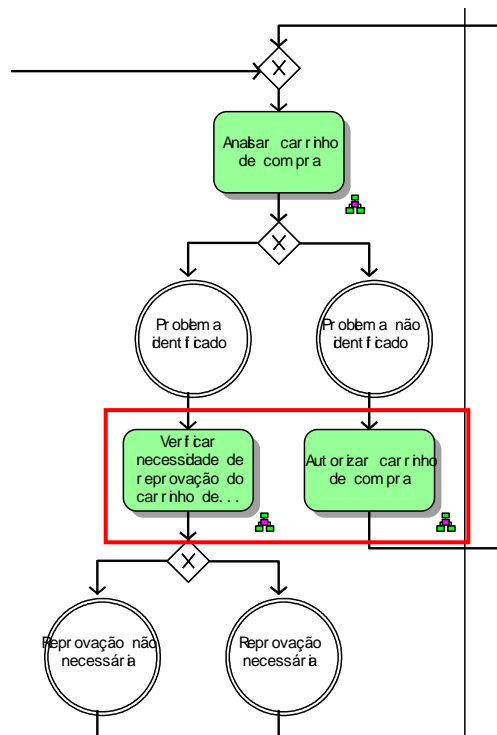 X
Analisar carrinho
de compra
X
Problema
identificado
Problema não
identificado
Verificar
necessidade de
reprovação do
carrinho de...
Autorizar carrinho
de compra
X
Reprovação não
necessária
Reprovação
necessária